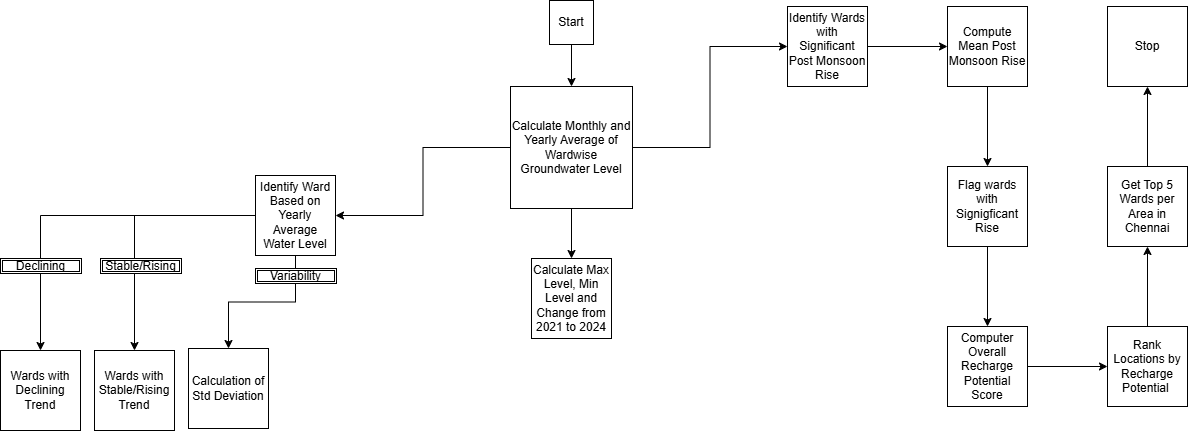 Start
Calculate Monthly and
Yearly Average of
Wardwise
Groundwater Level
Identify Ward
Based on
Yearly
Average
Water Level
Declining
Stable/Rising
Variability
Wards with
Declining
Trend
Wards with
Stable/Rising
Trend
Calculation of
Std Deviation
Calculate Max
Level, Min
Level and
Change from
2021 to 2024
Identify Wards
with
Significant
Post Monsoon
Rise
Compute
Mean Post
Monsoon Rise
Flag wards
with
Signigficant
Rise
Computer
Overall
Recharge
Potential
Score
Rank
Locations by
Recharge
Potential
Get Top 5
Wards per
Area in
Chennai
Stop